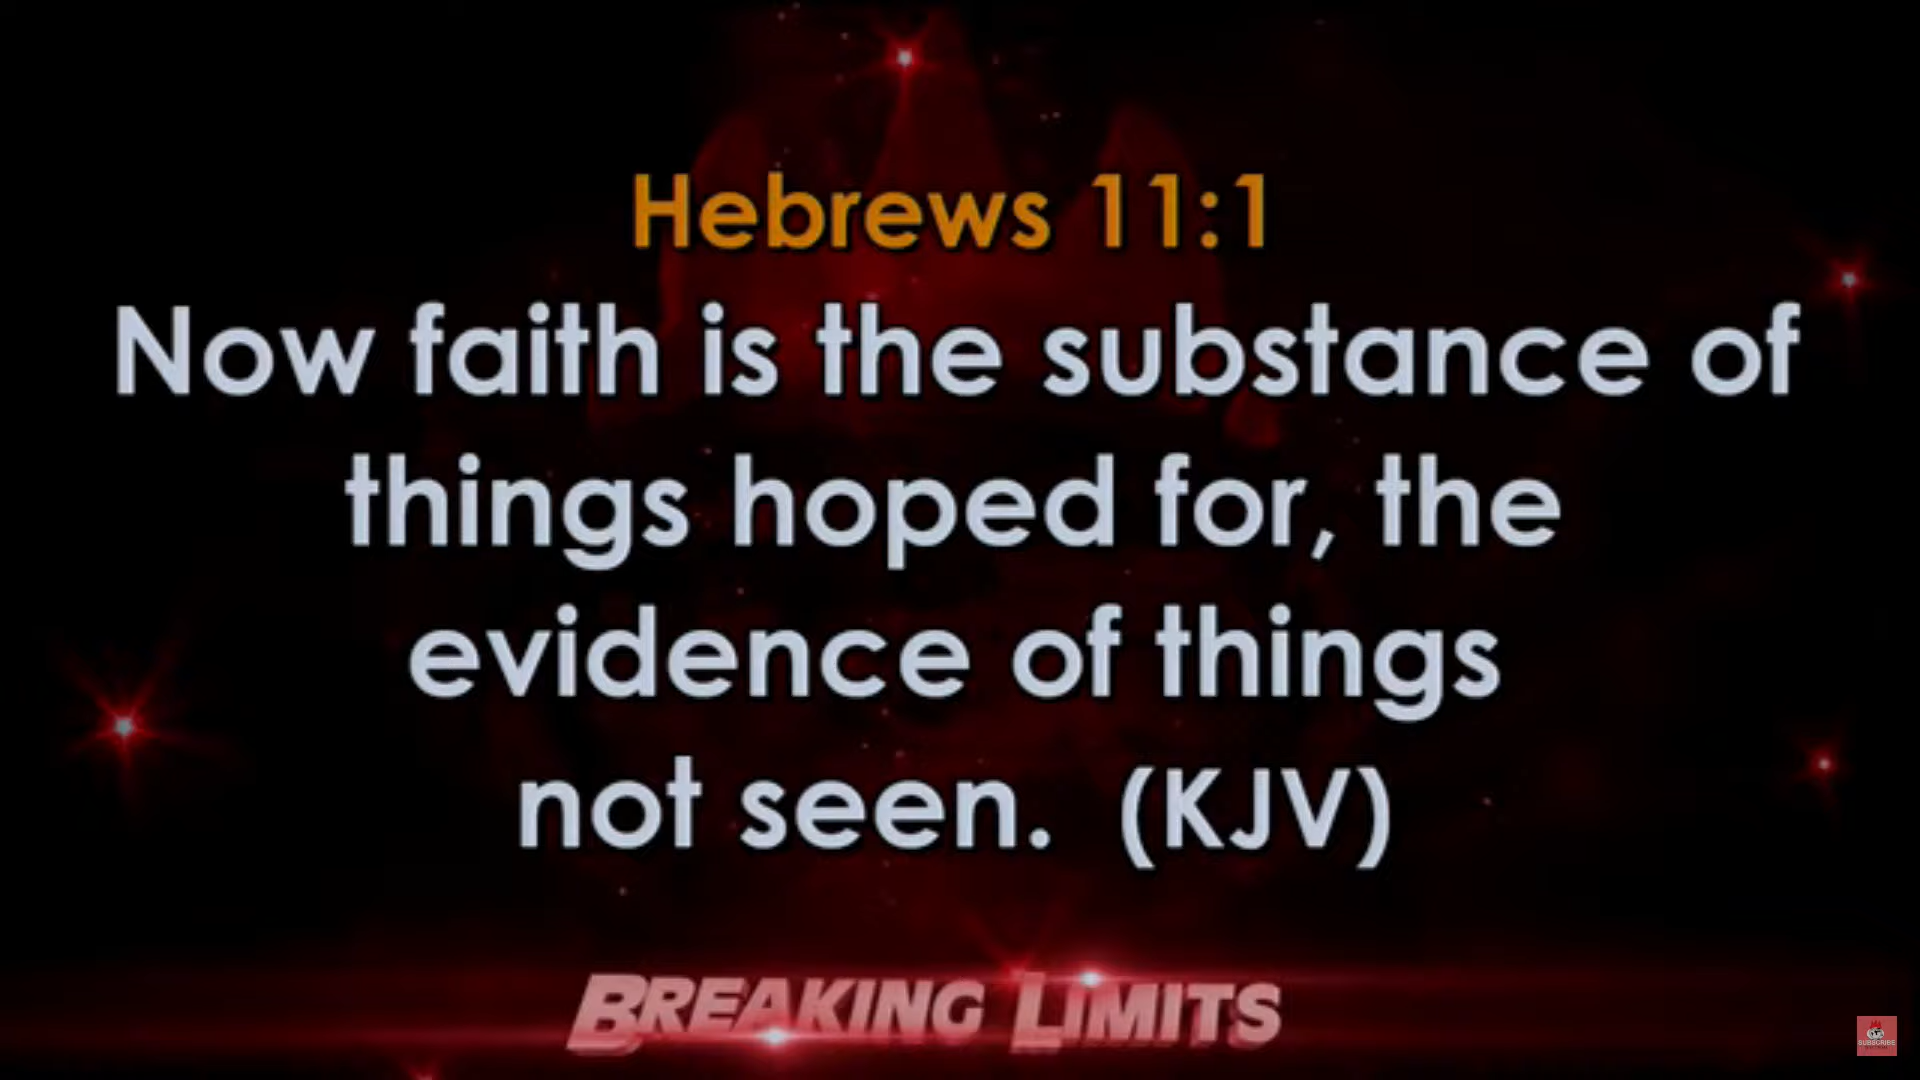 Hebrews 11:1
Now faith is the substance of
things hoped for, the
evidence of things
not seen. (KJV)
BREAKING LIMITS
SUBSCRIBE